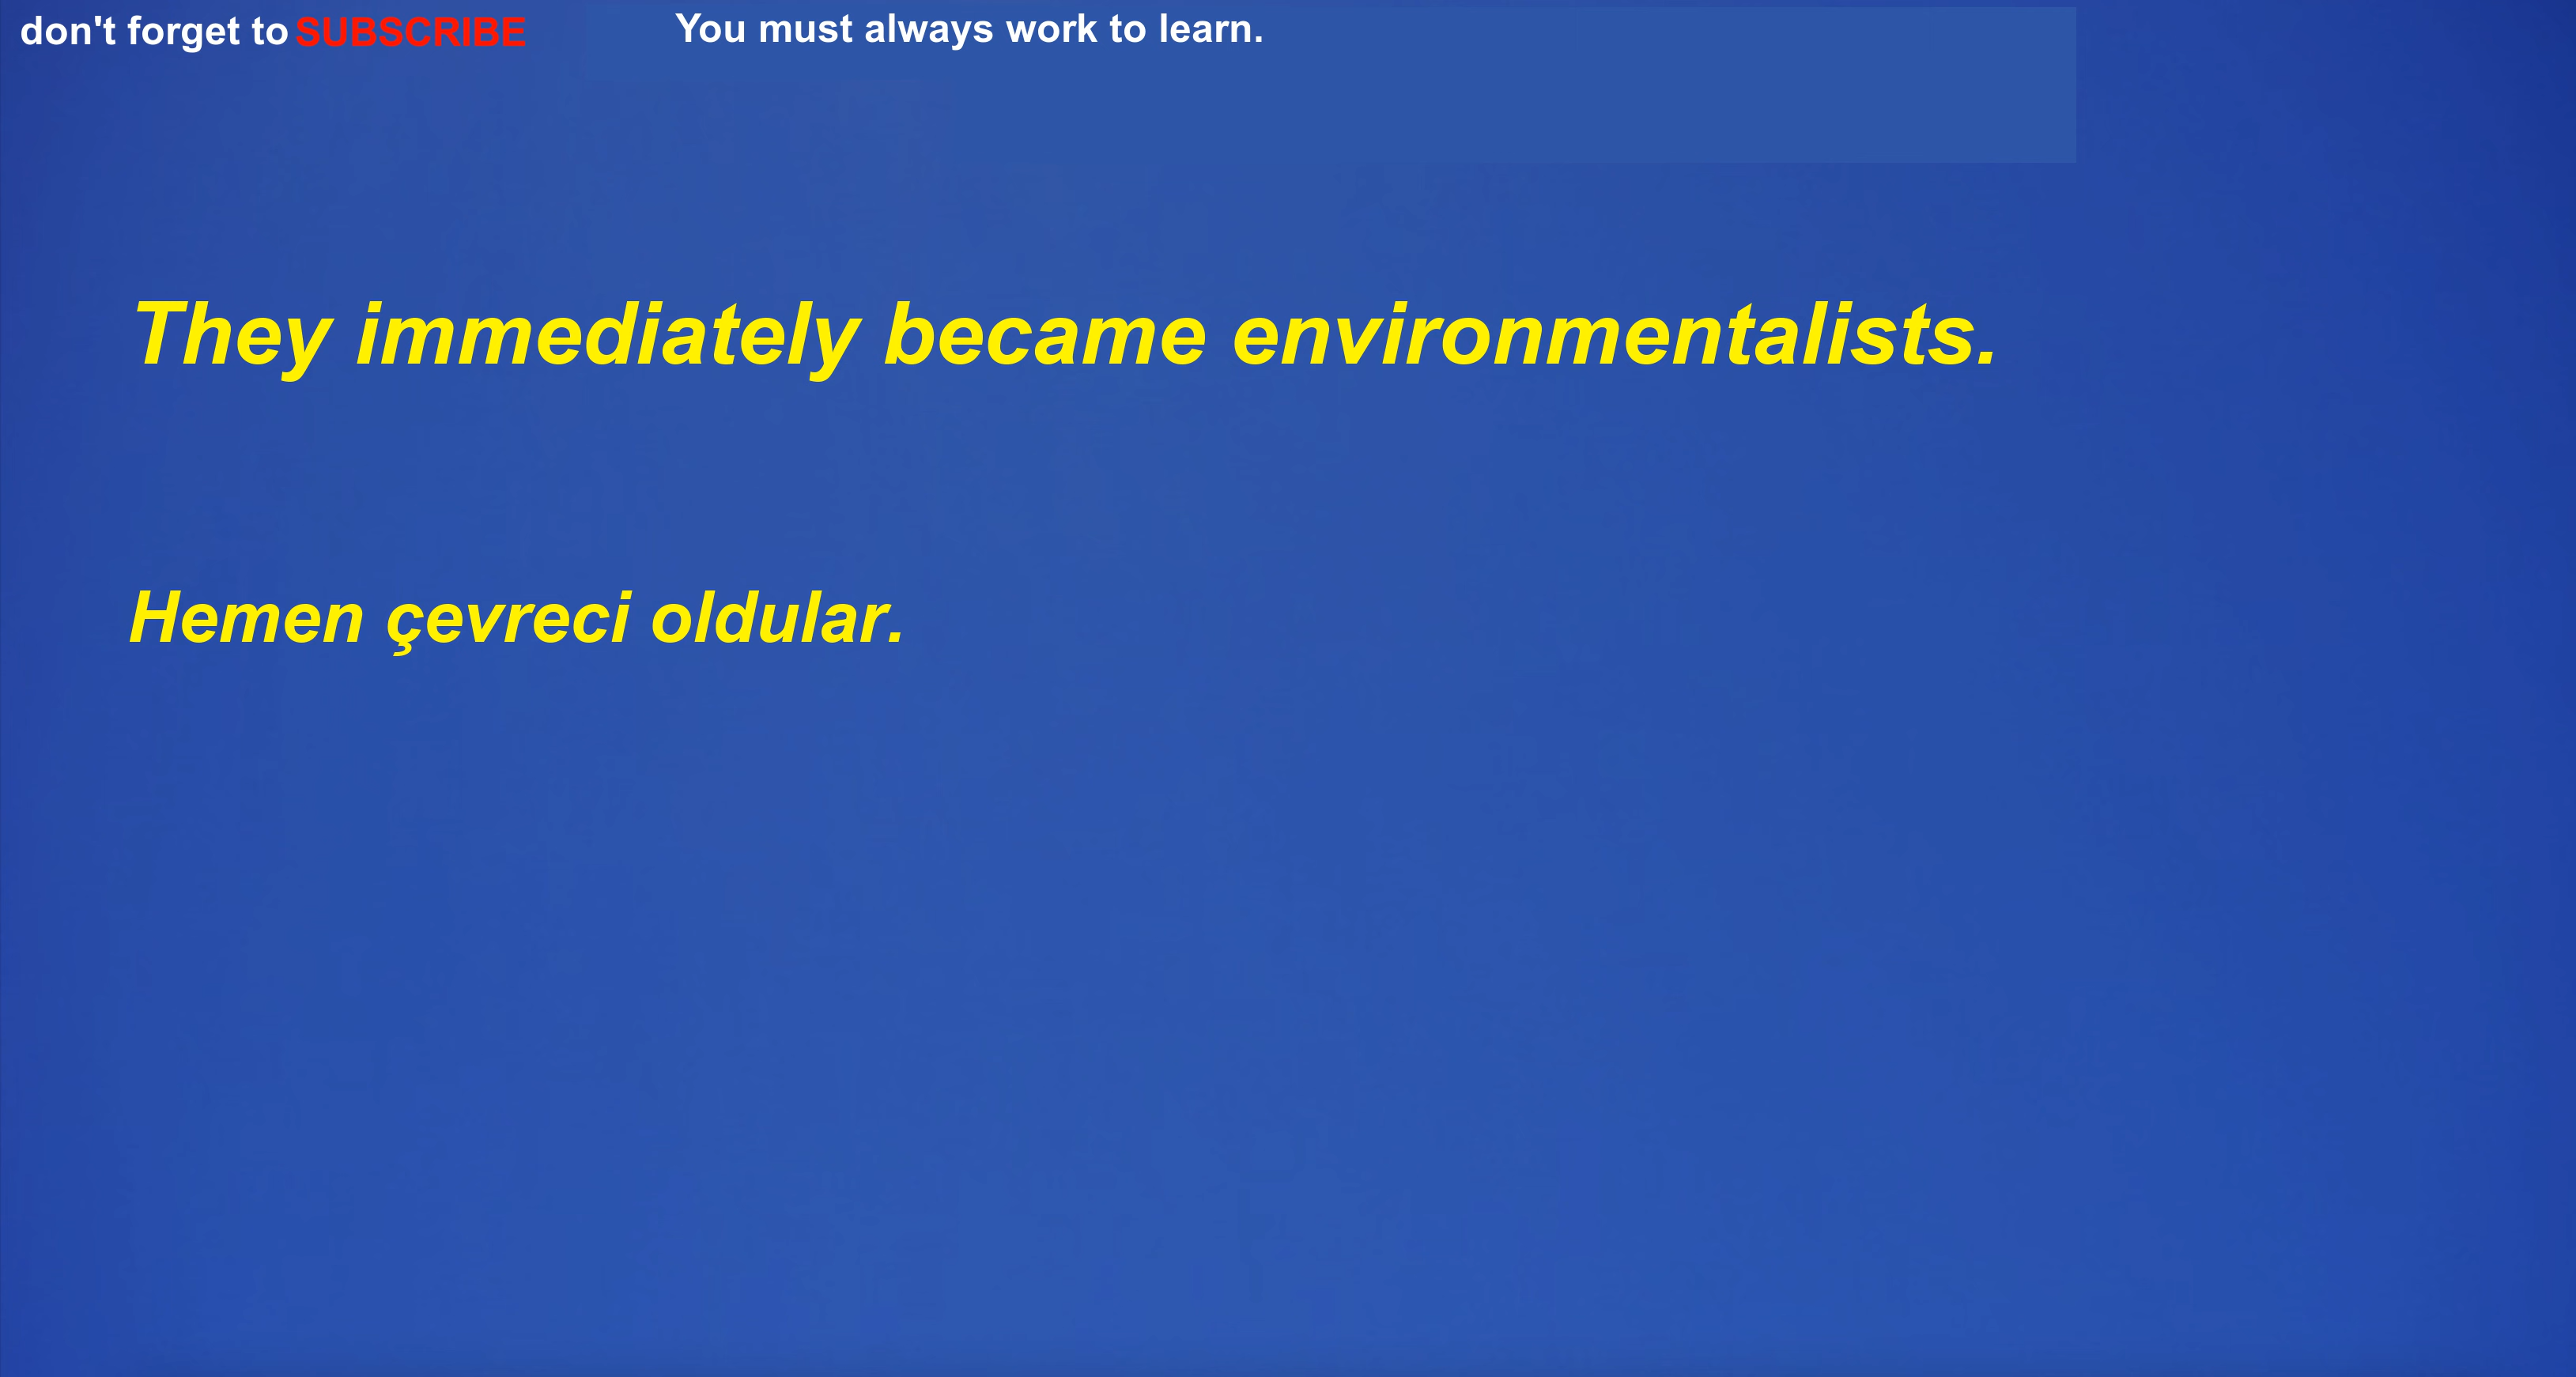 don't forget to SUBSCRIBE You must always work to learn.
They immediately became environmentalists.
Hemen çevreci oldular.